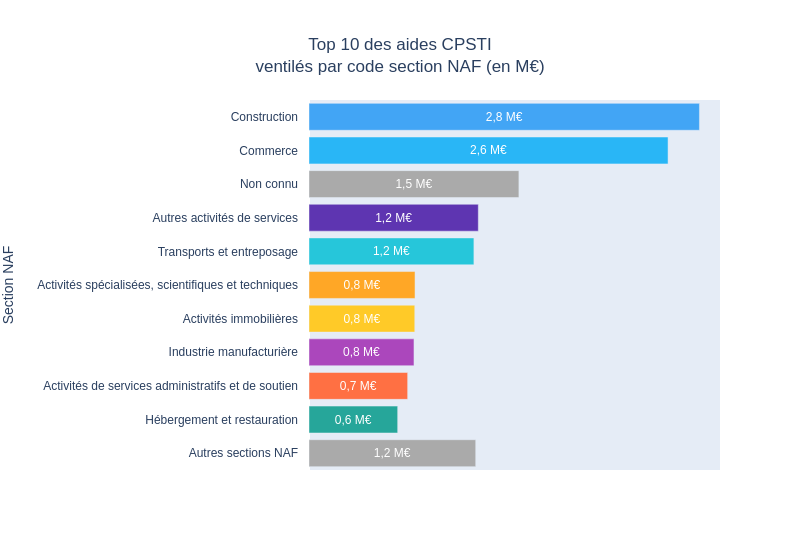 Top 10 des aides CPSTI
ventilés par code section NAF (en M€)
Section NAF
Construction 2,8 M€
Commerce 2,6 M€
Non connu 1,5 M€
Autres activités de services 1,2 M€
Transports et entreposage 1,2 M€
Activités spécialisées, scientifiques et techniques 0,8 M€
Activités immobilières 0,8 M€
Industrie manufacturière 0,8 M€
Activités de services administratifs et de soutien 0,7 M€
Hébergement et restauration 0,6 M€
Autres sections NAF 1,2 M€